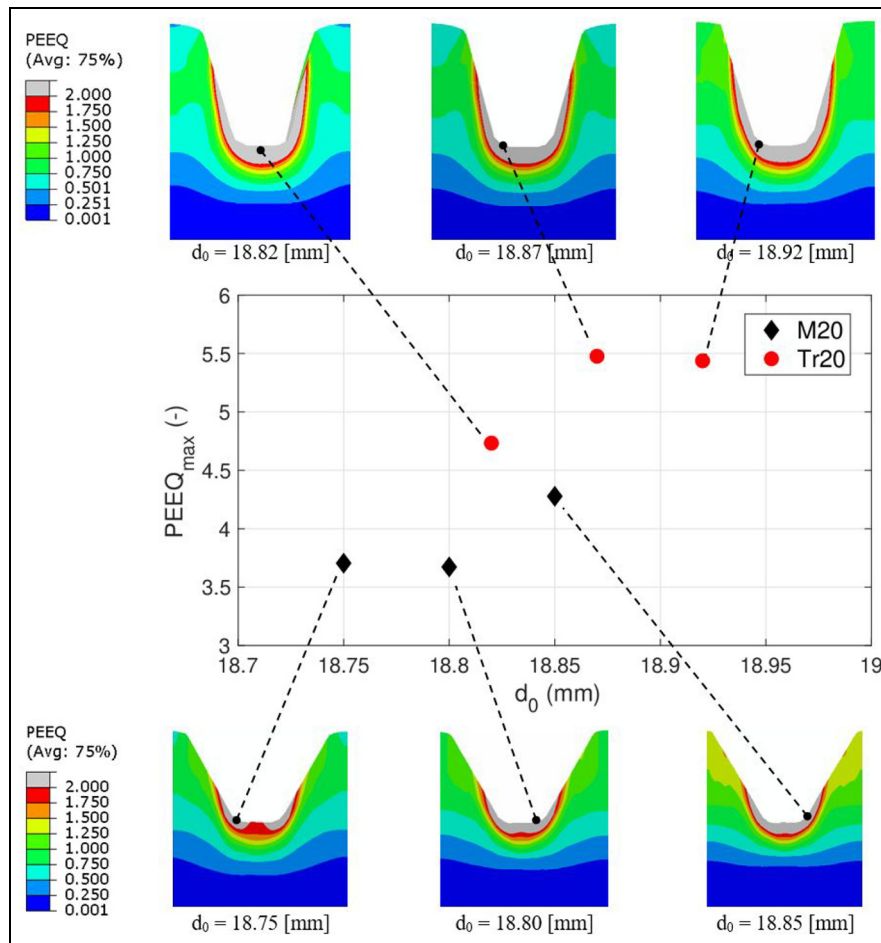 PEEQ
(Avg: 75%)
2.000
1.750
1.500
1.250
1.000
0.750
0.501
0.251
0.001
d₀ = 18.82 [mm]
d₀ = 18.87 [mm]
d₀ = 18.92 [mm]
6
5.5
5
4.5
4
3.5
3
PEEQmax (-)
M20
Tr20
18.7
18.75
18.8
18.85
18.9
18.95
19
d₀ (mm)
PEEQ
(Avg: 75%)
2.000
1.750
1.500
1.250
1.000
0.750
0.500
0.250
0.001
d₀ = 18.75 [mm]
d₀ = 18.80 [mm]
d₀ = 18.85 [mm]